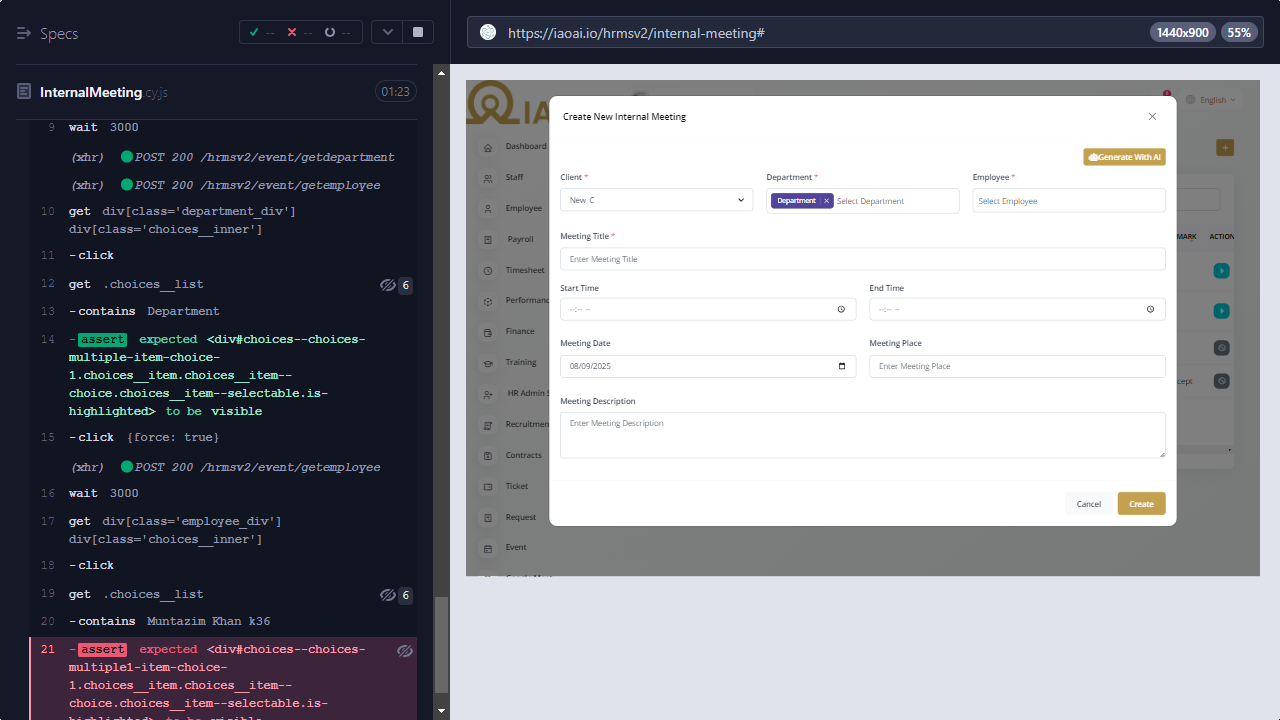 Specs
-- -- --
https://iaoai.io/hrmsv2/internal-meeting#
1440x900
55%
InternalMeeting.cy.js
01:23
9 wait 3000
(xhr) POST 200 /hrmsv2/event/getdepartment
(xhr) POST 200 /hrmsv2/event/getemployee
10 get div[class='department_div']
div[class='choices__inner']
11 -click
12 get .choices__list 6
13 -contains Department
14 -assert expected <div#choices--choices-
multiple-item-choice-
1.choices__item.choices__item--
choice.choices__item--selectable.is-
highlighted> to be visible
15 -click {force: true}
(xhr) POST 200 /hrmsv2/event/getemployee
16 wait 3000
17 get div[class='employee_div']
div[class='choices__inner']
18 -click
19 get .choices__list 6
20 -contains Muntazim Khan k36
21 -assert expected <div#choices--choices-
multiple1-item-choice-
1.choices__item.choices__item--
choice.choices__item--selectable.is-
highlighted> to be visible
IA
English
Dashboard
Staff
Employee
Payroll
Timesheet
Performanc
Finance
Training
HR Admin S
Recruitmen
Contracts
Ticket
Request
Event
MARK ACTION
cept
Create New Internal Meeting
Generate With AI
Client * Department * Employee *
New_C
Department × Select Department
Select Employee
Meeting Title *
Enter Meeting Title
Start Time End Time
--:-- -- --:-- --
Meeting Date Meeting Place
08/09/2025 Enter Meeting Place
Meeting Description
Enter Meeting Description
Cancel Create